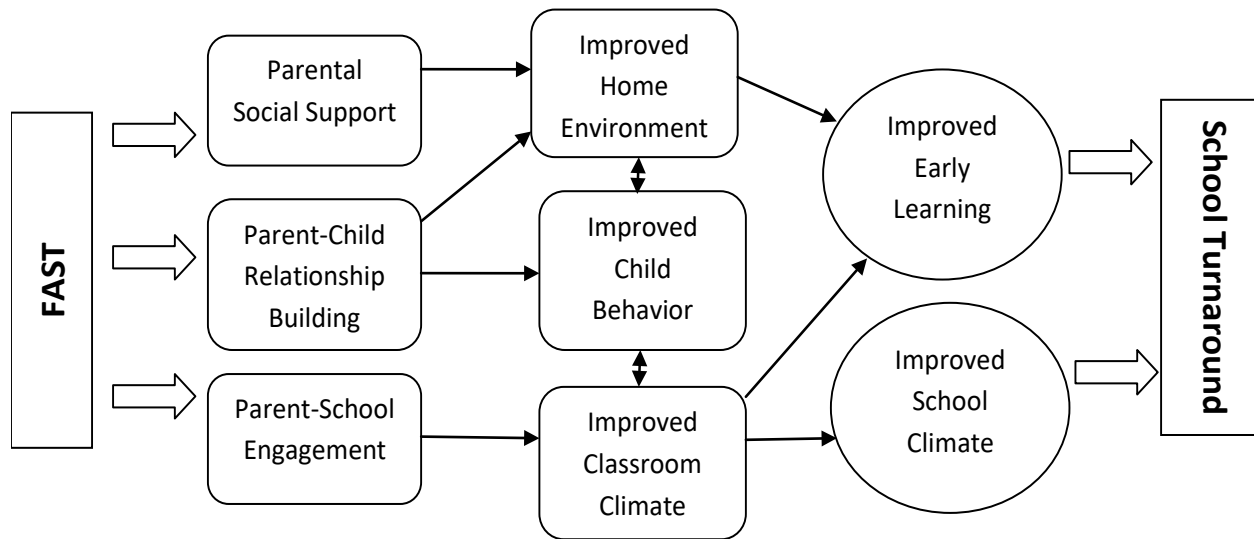 FAST
Parental
Social Support
Parent-Child
Relationship
Building
Parent-School
Engagement
Improved
Home
Environment
Improved
Child
Behavior
Improved
Classroom
Climate
Improved
Early
Learning
Improved
School
Climate
School Turnaround